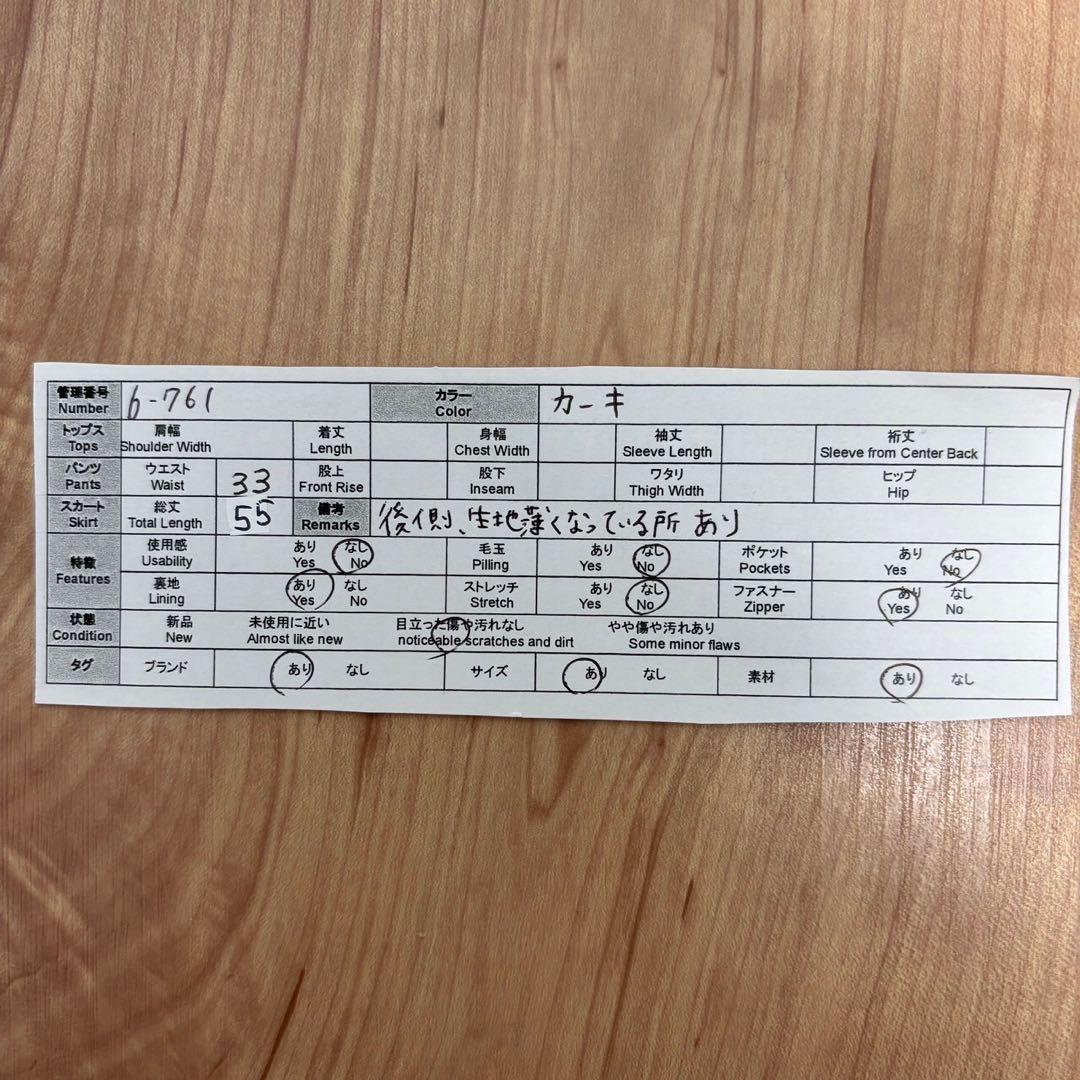 管理番号 Number 6-761 カラー Color カーキ
トップス Tops 肩幅 Shoulder Width 着丈 Length 身幅 Chest Width 袖丈 Sleeve Length 裄丈 Sleeve from Center Back
パンツ Pants ウエスト Waist 33 股上 Front Rise 股下 Inseam ワタリ Thigh Width ヒップ Hip
スカート Skirt 総丈 Total Length 55 備考 Remarks 後側、生地薄くなっている所あり
特徴 Features 使用感 Usability あり Yes なし No 毛玉 Pilling あり Yes なし No ポケット Pockets あり Yes なし No
裏地 Lining あり Yes なし No ストレッチ Stretch あり Yes なし No ファスナー Zipper あり Yes なし No
状態 Condition 新品 New 未使用に近い Almost like new 目立った傷や汚れなし noticeable scratches and dirt やや傷や汚れあり Some minor flaws
タグ ブランド あり なし サイズ あり なし 素材 あり なし